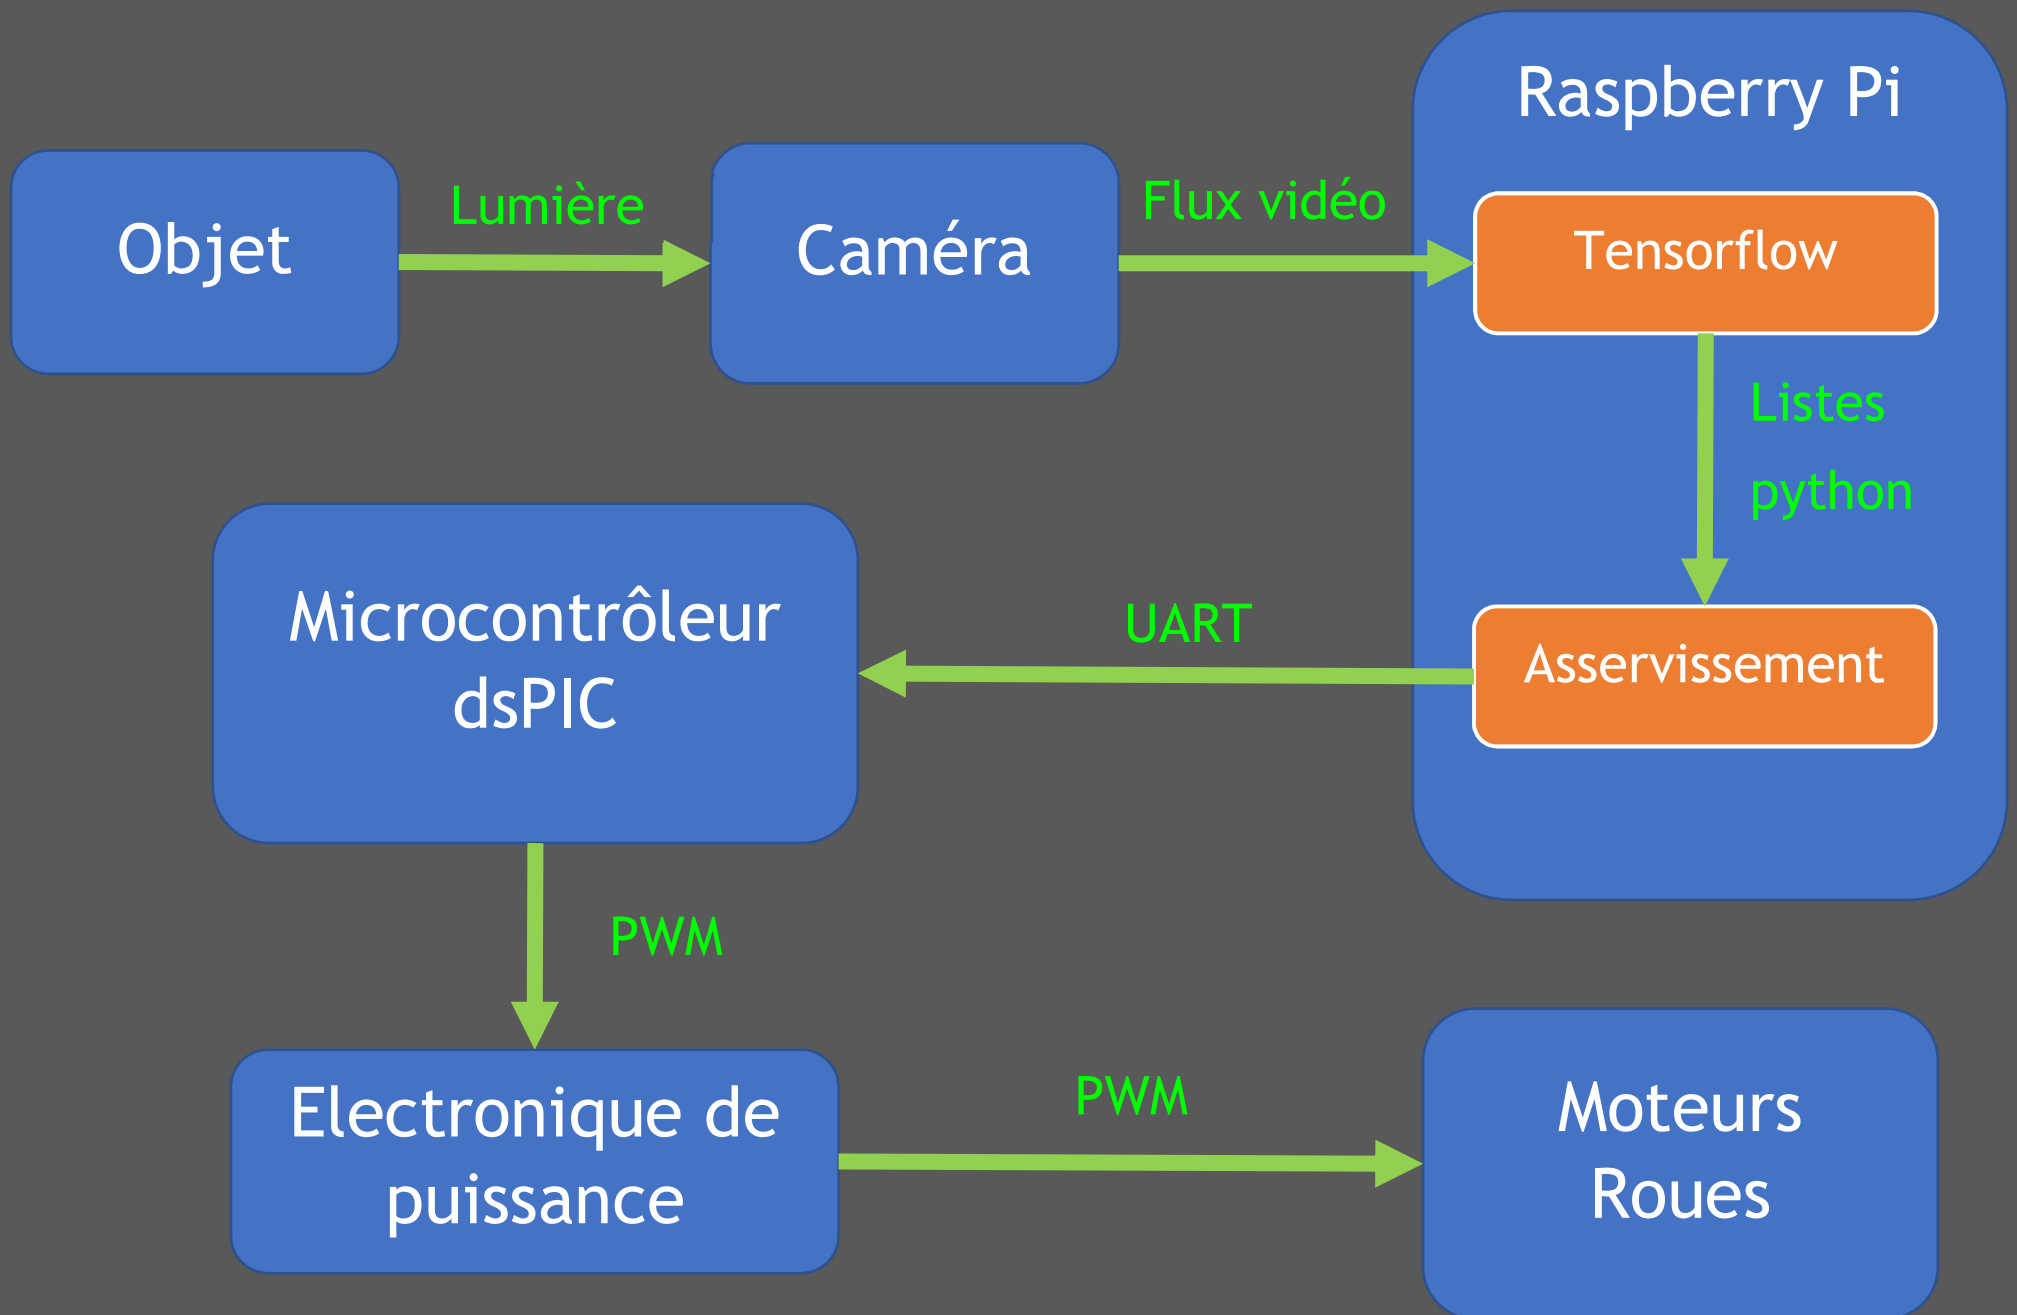 Raspberry Pi
Objet
Lumière
Caméra
Flux vidéo
Tensorflow
Listes
python
Asservissement
UART
Microcontrôleur
dsPIC
PWM
Electronique de
puissance
PWM
Moteurs
Roues